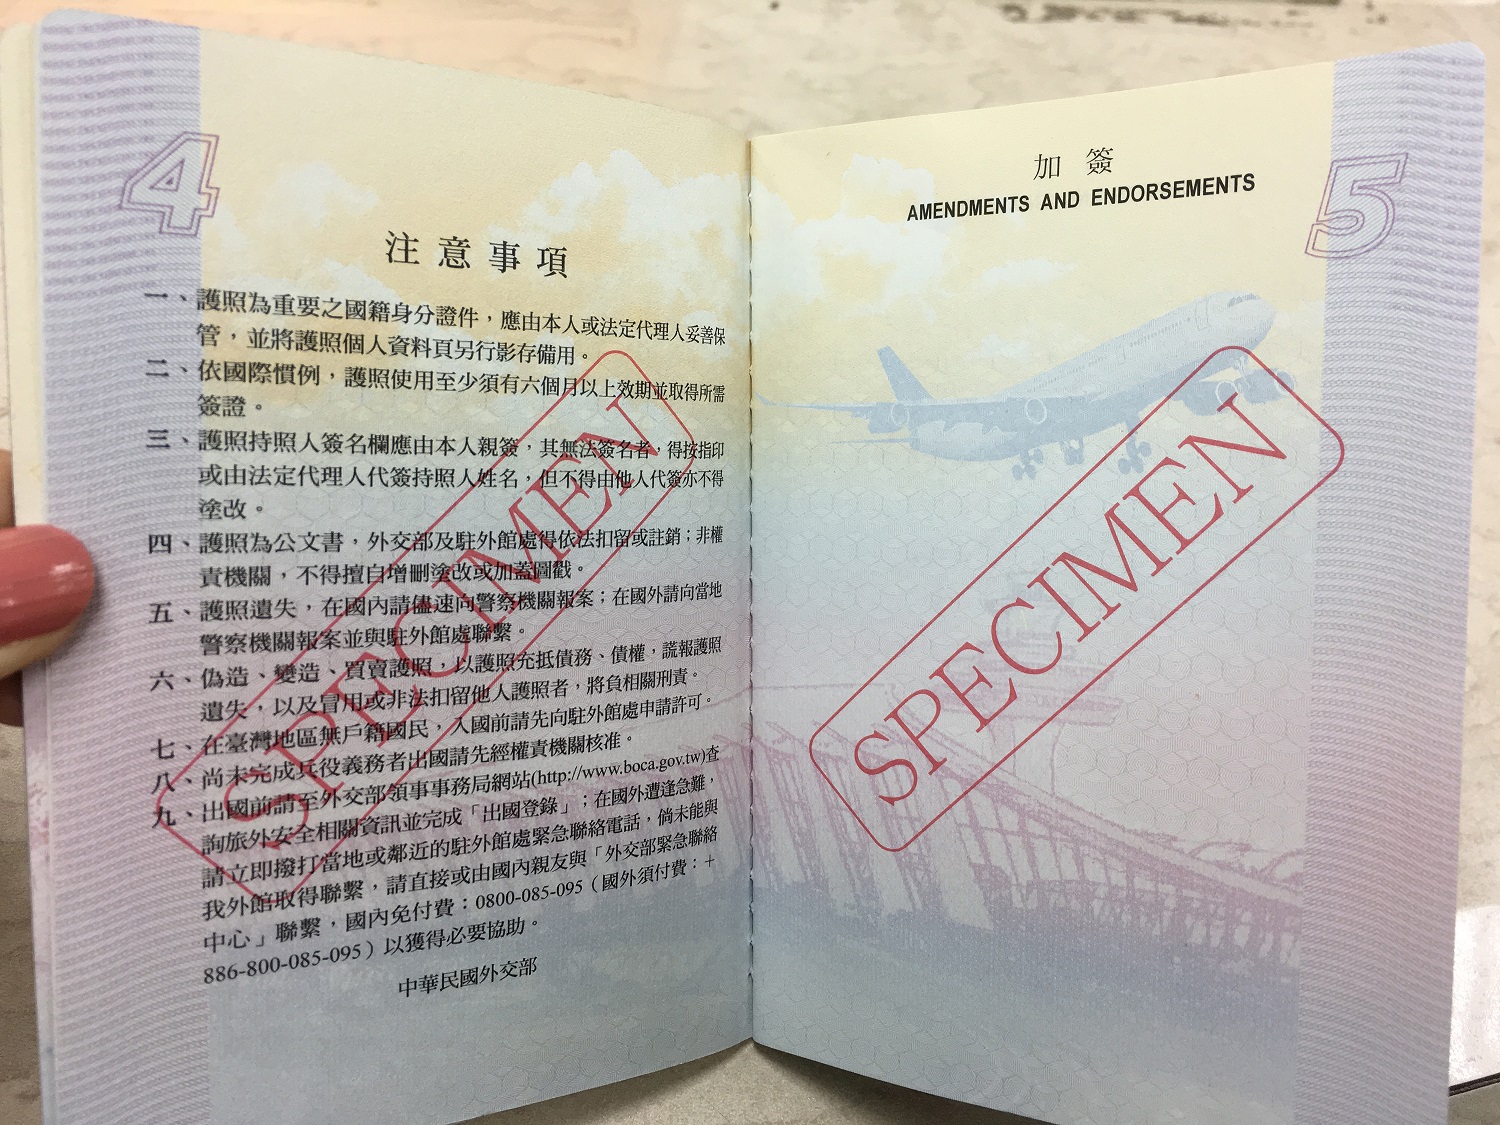 4
注意事項
一、護照為重要之國籍身分證件，應由本人或法定代理人妥善保
管，並將護照個人資料頁另行影存備用。
二、依國際慣例，護照使用至少須有六個月以上效期並取得所需
簽證。
三、護照持照人簽名欄應由本人親簽，其無法簽名者，得按指印
或由法定代理人代簽持照人姓名，但不得由他人代簽亦不得
塗改。
四、護照為公文書，外交部及駐外館處得依法扣留或註銷；非權
責機關，不得擅自增刪塗改或加蓋圖戳。
五、護照遺失，在國內請儘速向警察機關報案；在國外請向當地
警察機關報案並與駐外館處聯繫。
六、偽造、變造、買賣護照，以護照充抵債務、債權，謊報護照
遺失，以及冒用或非法扣留他人護照者，將負相關刑責。
七、在臺灣地區無戶籍國民，入國前請先向駐外館處申請許可。
八、尚未完成兵役義務者出國請先經權責機關核准。
九、出國前請至外交部領事事務局網站(http://www.boca.gov.tw)查
詢旅外安全相關資訊並完成「出國登錄」；在國外遭逢急難，
請立即撥打當地或鄰近的駐外館處緊急聯絡電話，倘未能與
我外館取得聯繫，請直接或由國內親友與「外交部緊急聯絡
中心」聯繫，國內免付費：0800-085-095（國外須付費：+
886-800-085-095）以獲得必要協助。
中華民國外交部
SPECIMEN
5
加簽
AMENDMENTS AND ENDORSEMENTS
SPECIMEN